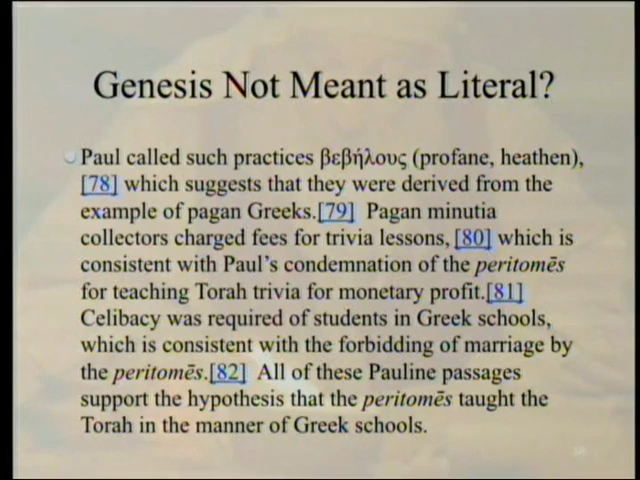 Genesis Not Meant as Literal?
Paul called such practices βεβήλους (profane, heathen),
[78] which suggests that they were derived from the
example of pagan Greeks.[79] Pagan minutia
collectors charged fees for trivia lessons, [80] which is
consistent with Paul's condemnation of the peritomēs
for teaching Torah trivia for monetary profit.[81]
Celibacy was required of students in Greek schools,
which is consistent with the forbidding of marriage by
the peritomēs.[82] All of these Pauline passages
support the hypothesis that the peritomēs taught the
Torah in the manner of Greek schools.